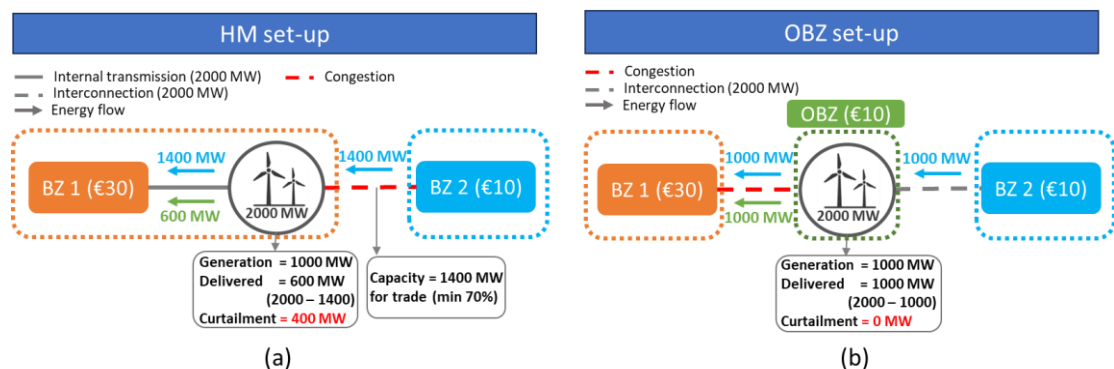 HM set-up
Internal transmission (2000 MW)
Congestion
Interconnection (2000 MW)
Energy flow
BZ 1 (€30)
1400 MW
600 MW
2000 MW
1400 MW
BZ 2 (€10)
Generation = 1000 MW
Delivered = 600 MW
(2000 – 1400)
Curtailment = 400 MW
Capacity = 1400 MW
for trade (min 70%)
(a)
OBZ set-up
Congestion
Interconnection (2000 MW)
Energy flow
OBZ (€10)
BZ 1 (€30)
1000 MW
1000 MW
2000 MW
1000 MW
BZ 2 (€10)
Generation = 1000 MW
Delivered = 1000 MW
(2000 – 1000)
Curtailment = 0 MW
(b)